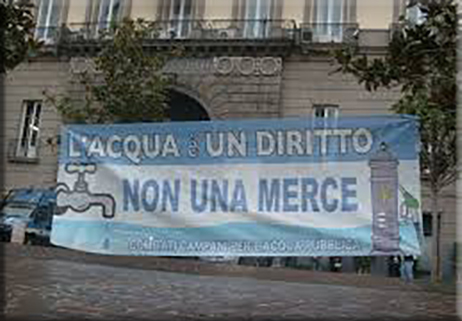 L'ACQUA è UN DIRITTO
NON UNA MERCE
COMITATI CAMPANI PER L'ACQUA PUBBLICA